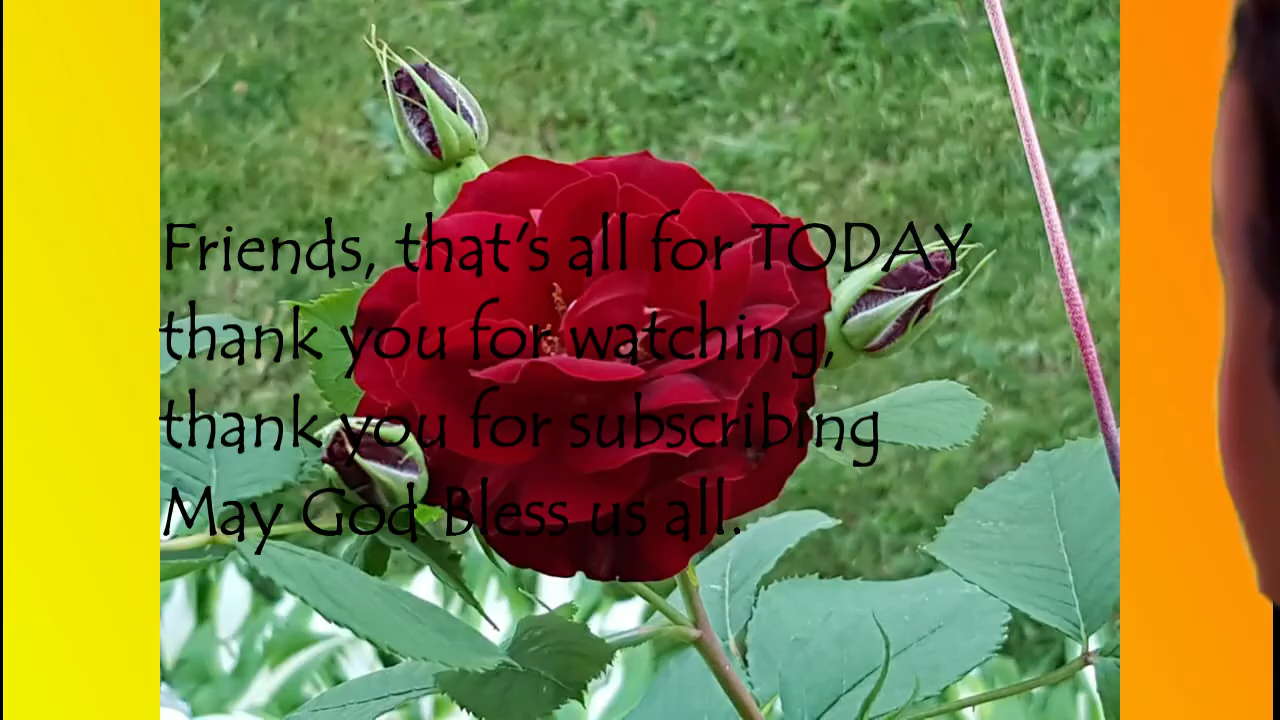 Friends, that's all for TODAY
thank you for watching,
thank you for subscribing
May God Bless us all.